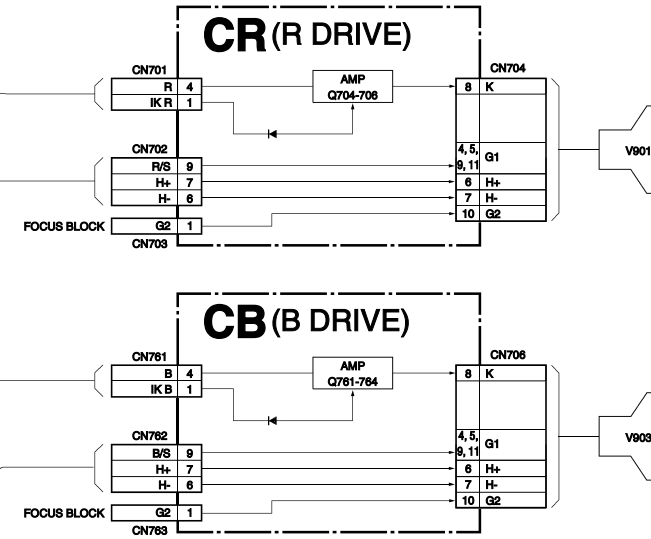 CR (R DRIVE)
CN701
CN704
R 4
IK R 1
AMP
Q704-706
8 K
CN702
R/S 9
H+ 7
H- 6
4, 5,
9, 11 G1
6 H+
7 H-
10 G2
V901
FOCUS BLOCK G2 1
CN703
CB (B DRIVE)
CN761
CN706
B 4
IK B 1
AMP
Q761-764
8 K
CN762
B/S 9
H+ 7
H- 6
4, 5,
9, 11 G1
6 H+
7 H-
10 G2
V903
FOCUS BLOCK G2 1
CN763